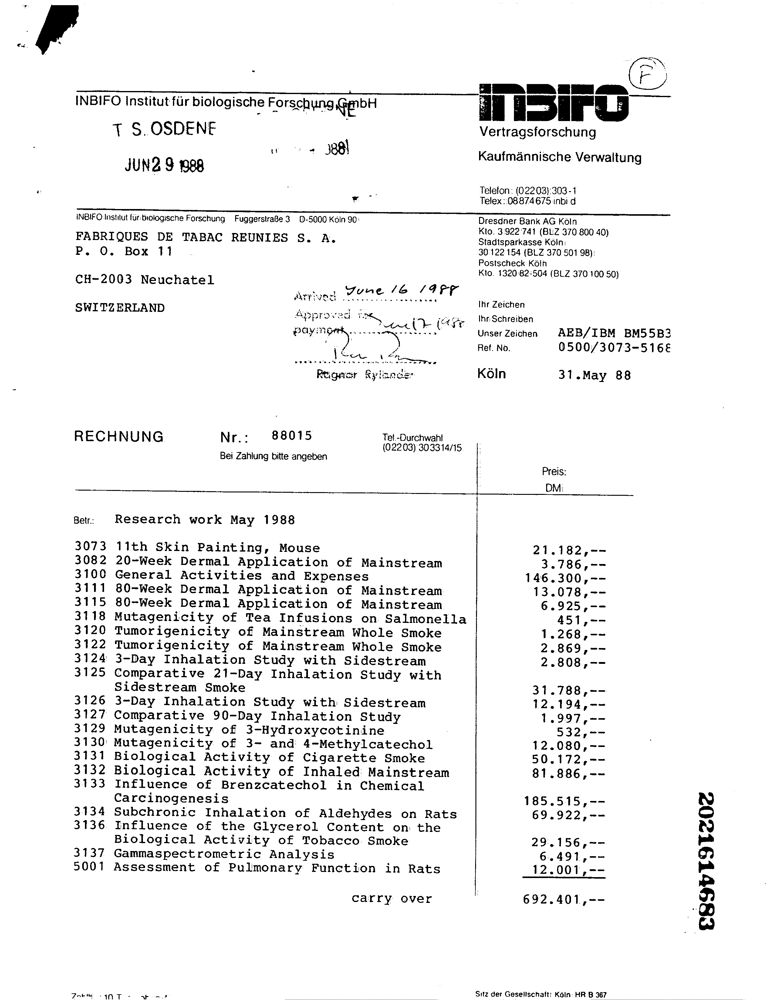 F
INBIFO Institut für biologische Forschung GmbH
INBIFO
T S. OSDENE
Vertragsforschung
JUN 29 1988
Kaufmännische Verwaltung
Telefon: (02203) 303-1
Telex: 08874675 inbi d
INBIFO Institut für biologische Forschung Fuggerstraße 3 D-5000 Köln 90
Dresdner Bank AG Köln
Kto. 3 922 741 (BLZ 370 800 40)
Stadtsparkasse Köln
30 122 154 (BLZ 370 501 98)
Postscheck Köln
Kto. 1320 82-504 (BLZ 370 100 50)
FABRIQUES DE TABAC REUNIES S. A.
P. O. Box 11
CH-2003 Neuchatel
SWITZERLAND
Arrived June 16 1988
Approved for
payment
Ragnar Rylander
Ihr Zeichen
Ihr Schreiben
Unser Zeichen AEB/IBM BM55B3
Ref. No. 0500/3073-5168
Köln 31.May 88
RECHNUNG Nr.: 88015
Bei Zahlung bitte angeben
Tel.-Durchwahl
(02203) 303314/15
Preis:
DM
Betr.: Research work May 1988
3073 11th Skin Painting, Mouse 21.182,--
3082 20-Week Dermal Application of Mainstream 3.786,--
3100 General Activities and Expenses 146.300,--
3111 80-Week Dermal Application of Mainstream 13.078,--
3115 80-Week Dermal Application of Mainstream 6.925,--
3118 Mutagenicity of Tea Infusions on Salmonella 451,--
3120 Tumorigenicity of Mainstream Whole Smoke 1.268,--
3122 Tumorigenicity of Mainstream Whole Smoke 2.869,--
3124 3-Day Inhalation Study with Sidestream 2.808,--
3125 Comparative 21-Day Inhalation Study with
Sidestream Smoke 31.788,--
3126 3-Day Inhalation Study with Sidestream 12.194,--
3127 Comparative 90-Day Inhalation Study 1.997,--
3129 Mutagenicity of 3-Hydroxycotinine 532,--
3130 Mutagenicity of 3- and 4-Methylcatechol 12.080,--
3131 Biological Activity of Cigarette Smoke 50.172,--
3132 Biological Activity of Inhaled Mainstream 81.886,--
3133 Influence of Brenzcatechol in Chemical
Carcinogenesis 185.515,--
3134 Subchronic Inhalation of Aldehydes on Rats 69.922,--
3136 Influence of the Glycerol Content on the
Biological Activity of Tobacco Smoke 29.156,--
3137 Gammaspectrometric Analysis 6.491,--
5001 Assessment of Pulmonary Function in Rats 12.001,--
carry over 692.401,--
2021614683
Sitz der Gesellschaft: Köln HR B 367